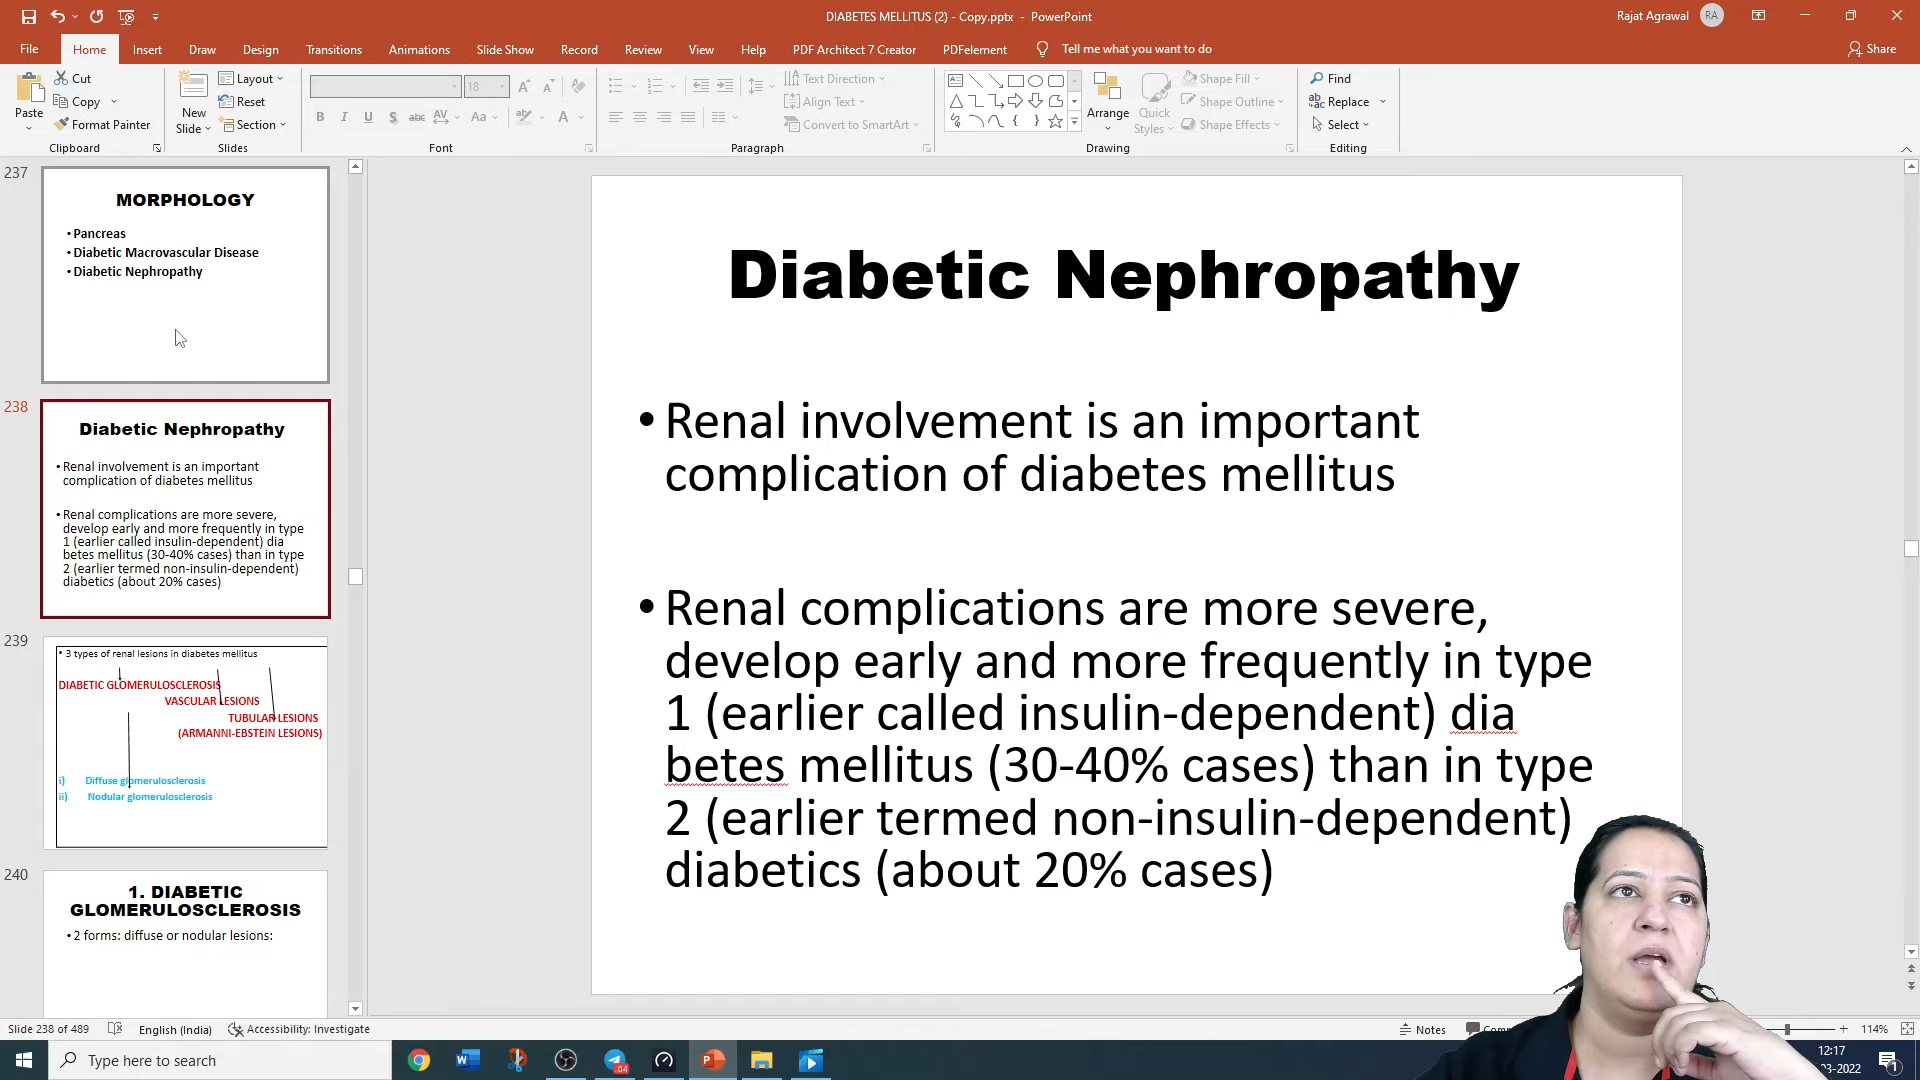 DIABETES MELLITUS (2) - Copy.pptx - PowerPoint
Rajat Agrawal
RA
File Home Insert Draw Design Transitions Animations Slide Show Record Review View Help PDF Architect 7 Creator PDFelement Tell me what you want to do Share
Paste
Cut
Copy
Format Painter
Clipboard
New
Slide
Layout
Reset
Section
Slides
18
Font
Text Direction
Align Text
Convert to SmartArt
Paragraph
Arrange
Quick
Styles
Shape Fill
Shape Outline
Shape Effects
Drawing
Find
Replace
Select
Editing
237
MORPHOLOGY
• Pancreas
• Diabetic Macrovascular Disease
• Diabetic Nephropathy
238
Diabetic Nephropathy
• Renal involvement is an important
complication of diabetes mellitus
• Renal complications are more severe,
develop early and more frequently in type
1 (earlier called insulin-dependent) dia
betes mellitus (30-40% cases) than in type
2 (earlier termed non-insulin-dependent)
diabetics (about 20% cases)
239
• 3 types of renal lesions in diabetes mellitus
DIABETIC GLOMERULOSCLEROSIS
VASCULAR LESIONS
TUBULAR LESIONS
(ARMANNI-EBSTEIN LESIONS)
i) Diffuse glomerulosclerosis
ii) Nodular glomerulosclerosis
240
1. DIABETIC
GLOMERULOSCLEROSIS
• 2 forms: diffuse or nodular lesions:
Diabetic Nephropathy
• Renal involvement is an important
complication of diabetes mellitus
• Renal complications are more severe,
develop early and more frequently in type
1 (earlier called insulin-dependent) dia
betes mellitus (30-40% cases) than in type
2 (earlier termed non-insulin-dependent)
diabetics (about 20% cases)
Slide 238 of 489 English (India) Accessibility: Investigate Notes 114%
Type here to search
12:17